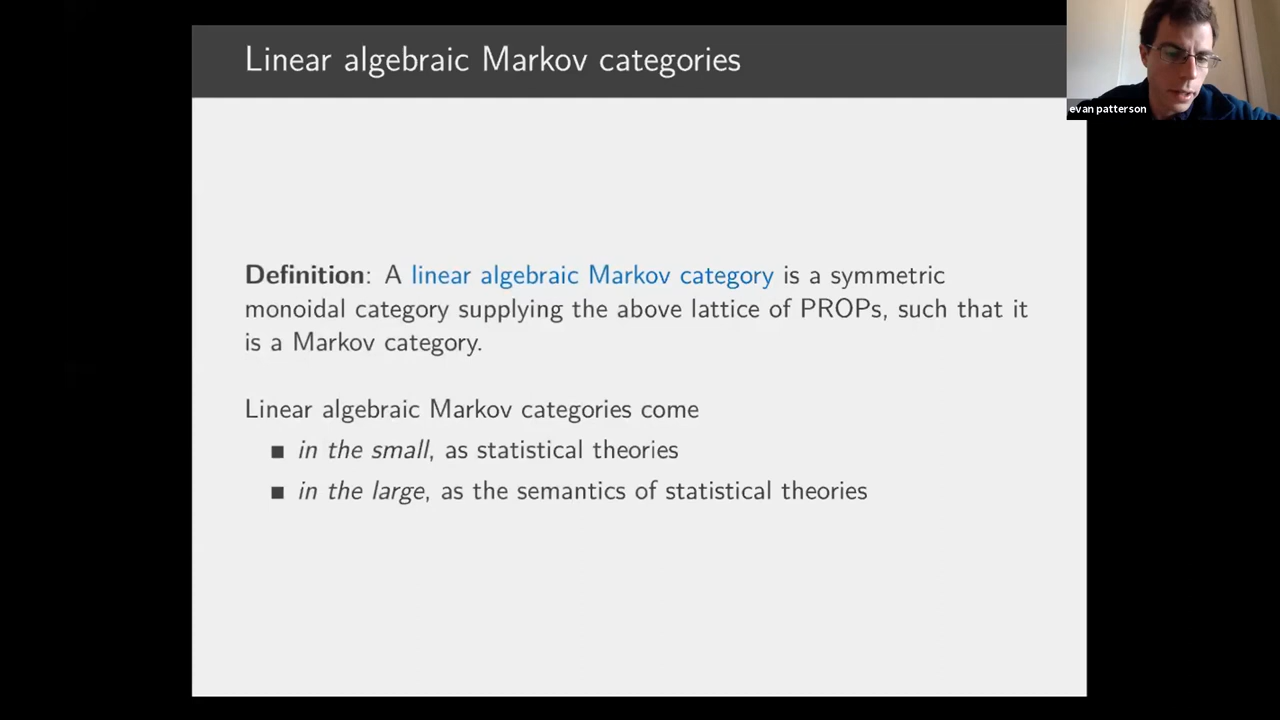 Linear algebraic Markov categories
evan patterson
Definition: A linear algebraic Markov category is a symmetric
monoidal category supplying the above lattice of PROPs, such that it
is a Markov category.
Linear algebraic Markov categories come
■ in the small, as statistical theories
■ in the large, as the semantics of statistical theories